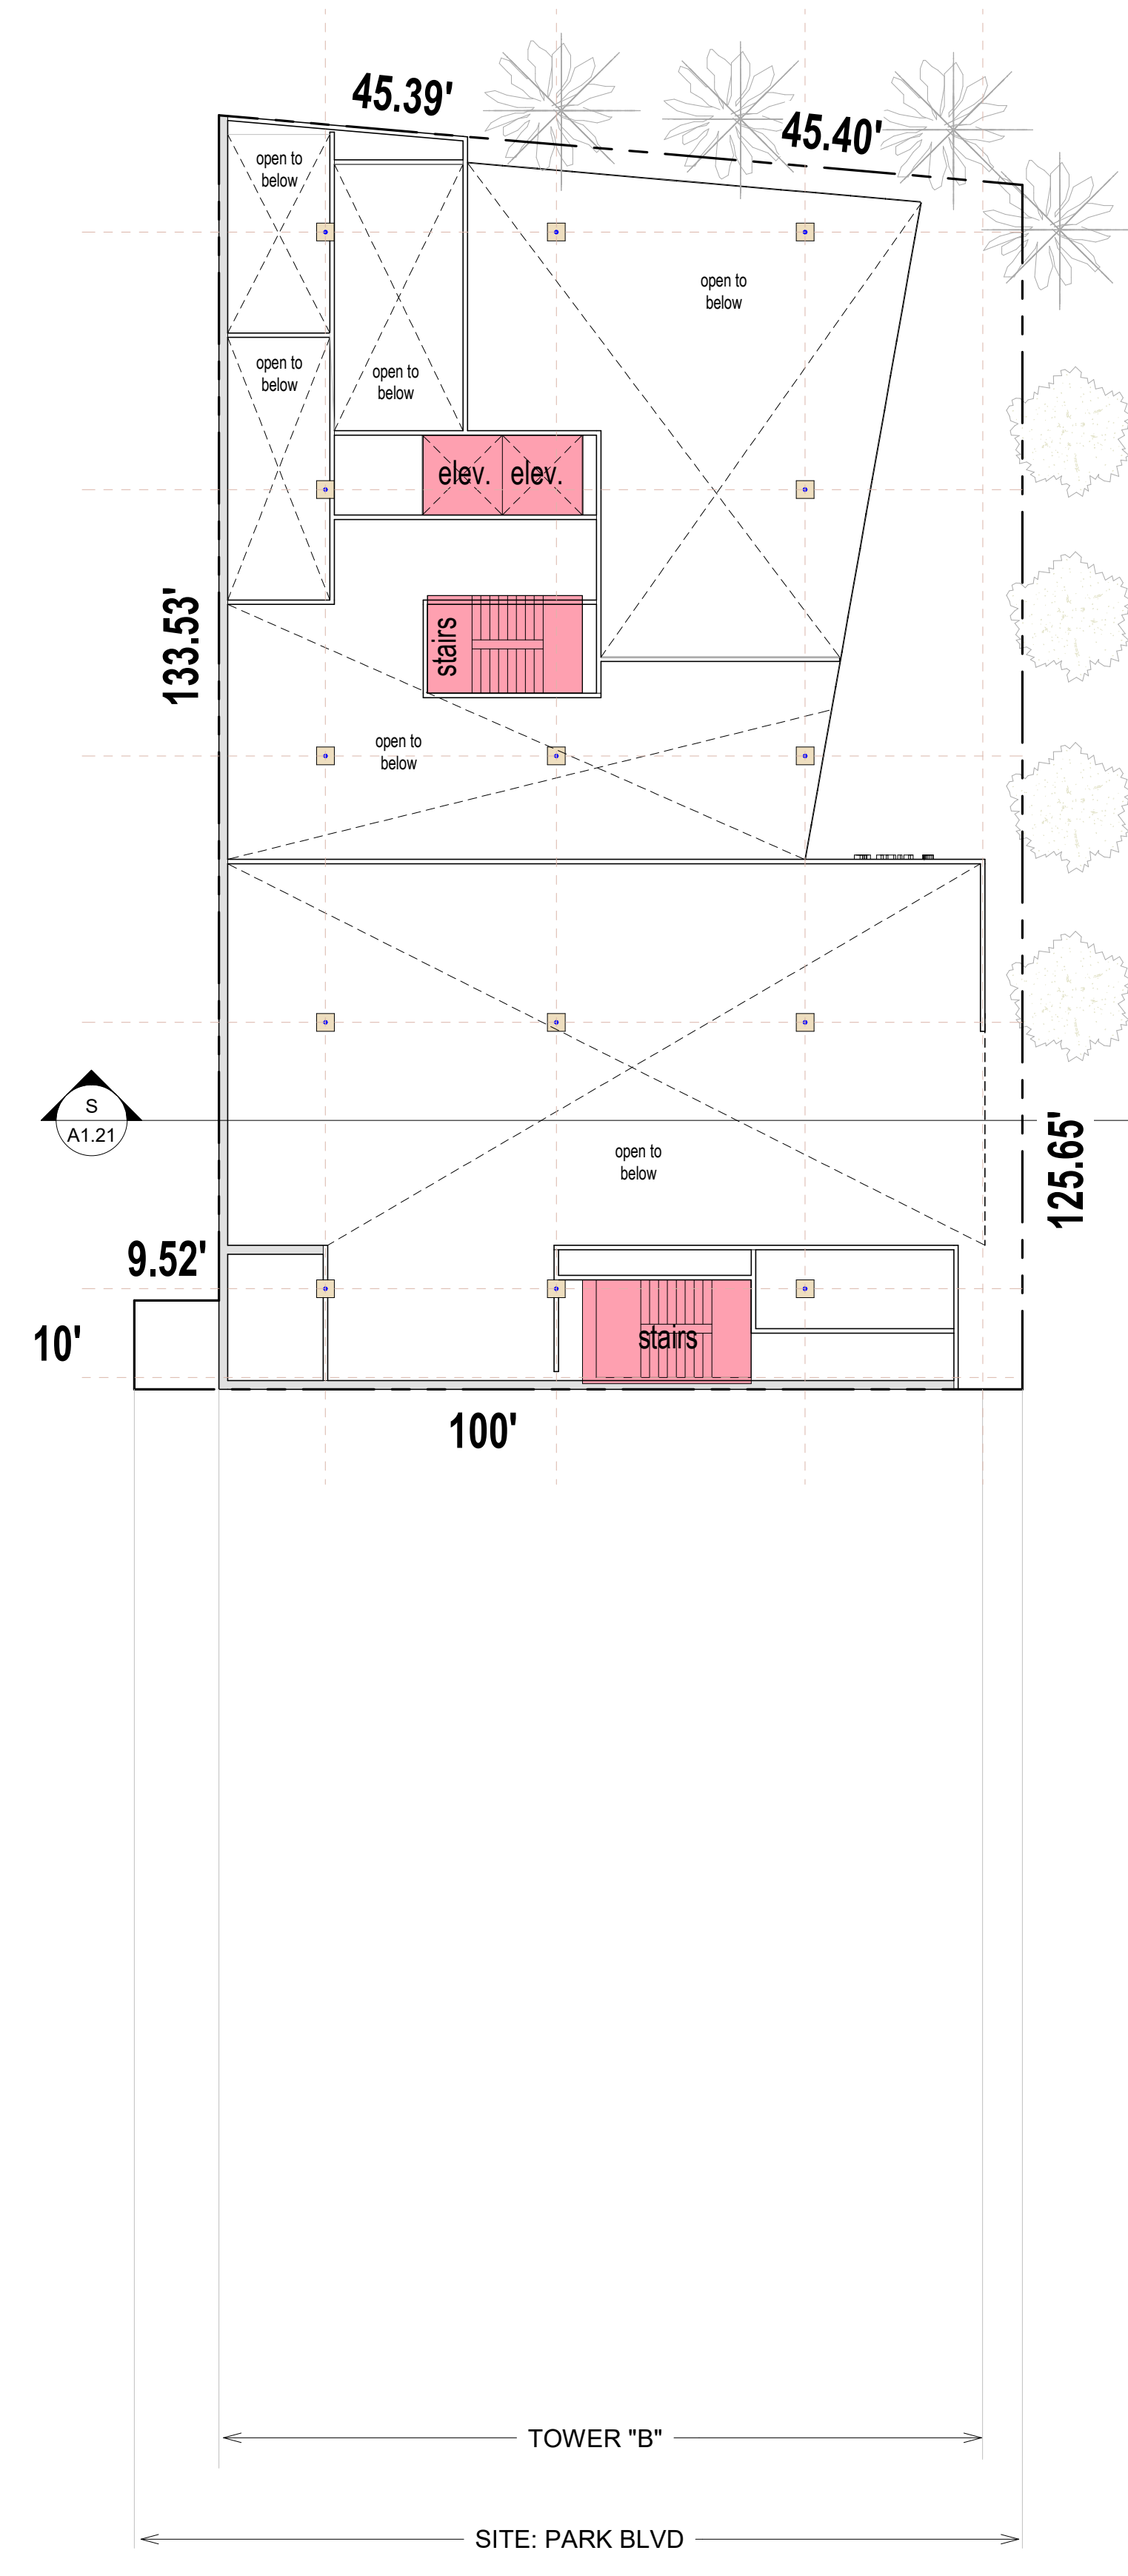 45.39'
45.40'
open to
below
open to
below
open to
below
open to
below
elev.
elev.
133.53'
stairs
open to
below
S
A1.21
125.65'
open to
below
9.52'
10'
stairs
100'
TOWER "B"
SITE: PARK BLVD